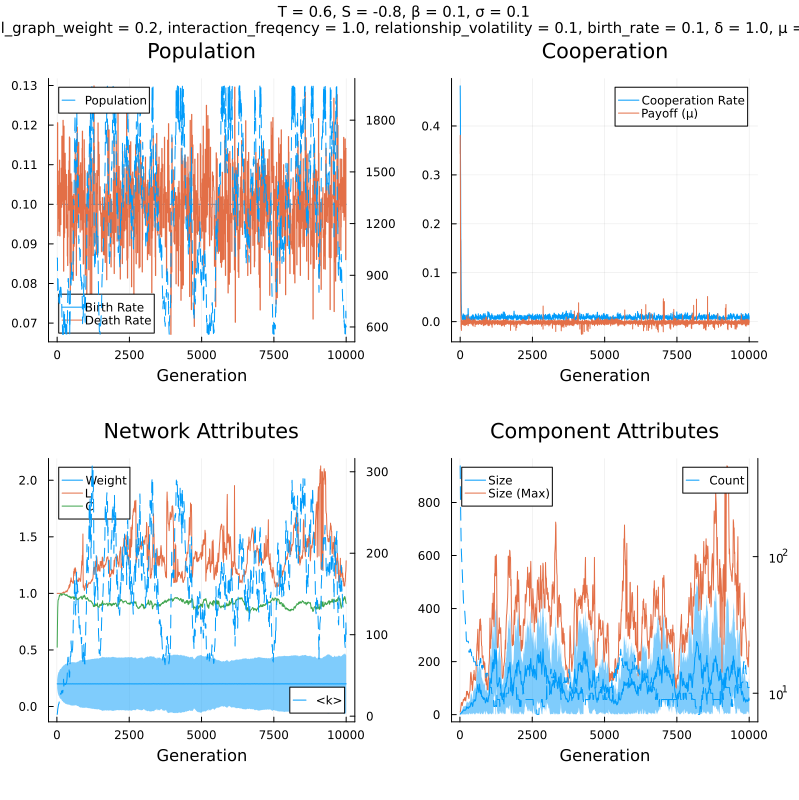 T = 0.6, S = -0.8, β = 0.1, σ = 0.1
l_graph_weight = 0.2, interaction_freqency = 1.0, relationship_volatility = 0.1, birth_rate = 0.1, δ = 1.0, μ =
Population Cooperation
0.13
0.12
0.11
0.10
0.09
0.08
0.07
Population
Birth Rate
Death Rate
1800
1500
1200
900
600
0 2500 5000 7500 10000
Generation
0.4
0.3
0.2
0.1
0.0
Cooperation Rate
Payoff (μ)
0 2500 5000 7500 10000
Generation
Network Attributes Component Attributes
2.0
1.5
1.0
0.5
0.0
Weight
L
C
<k>
300
200
100
0
0 2500 5000 7500 10000
Generation
800
600
400
200
0
Size
Size (Max)
Count
10²
10¹
0 2500 5000 7500 10000
Generation